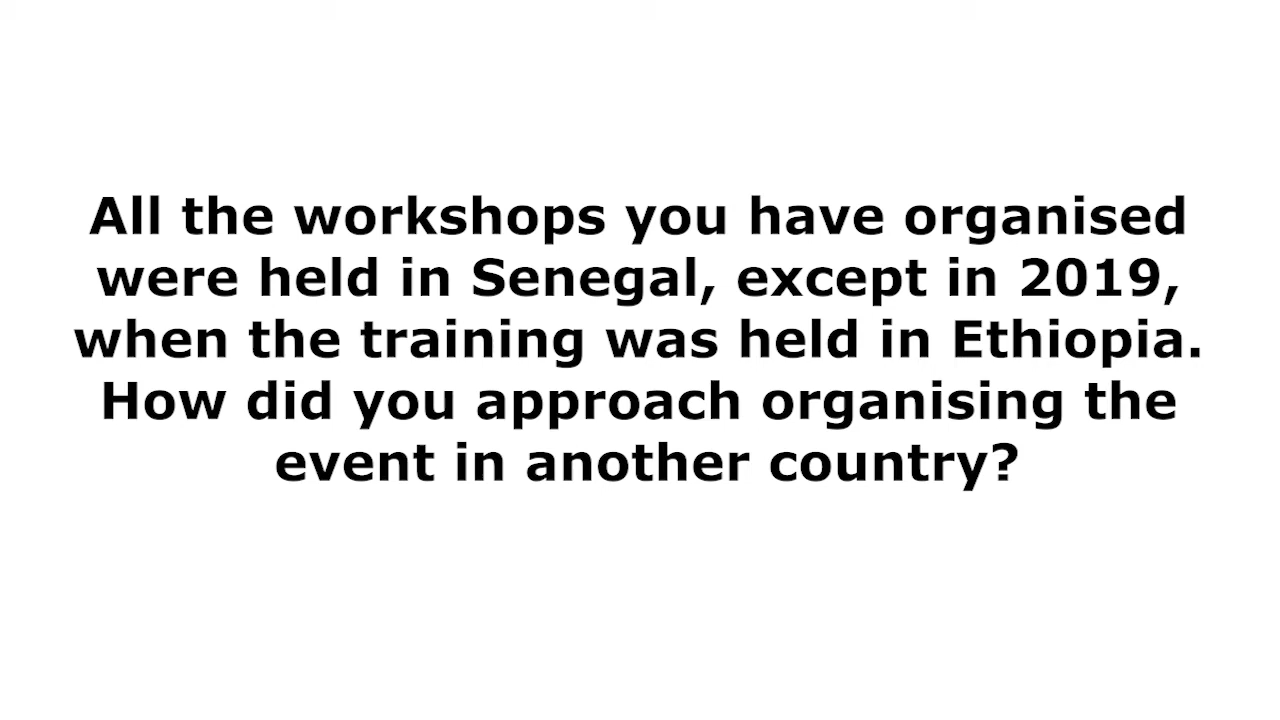 All the workshops you have organised
were held in Senegal, except in 2019,
when the training was held in Ethiopia.
How did you approach organising the
event in another country?